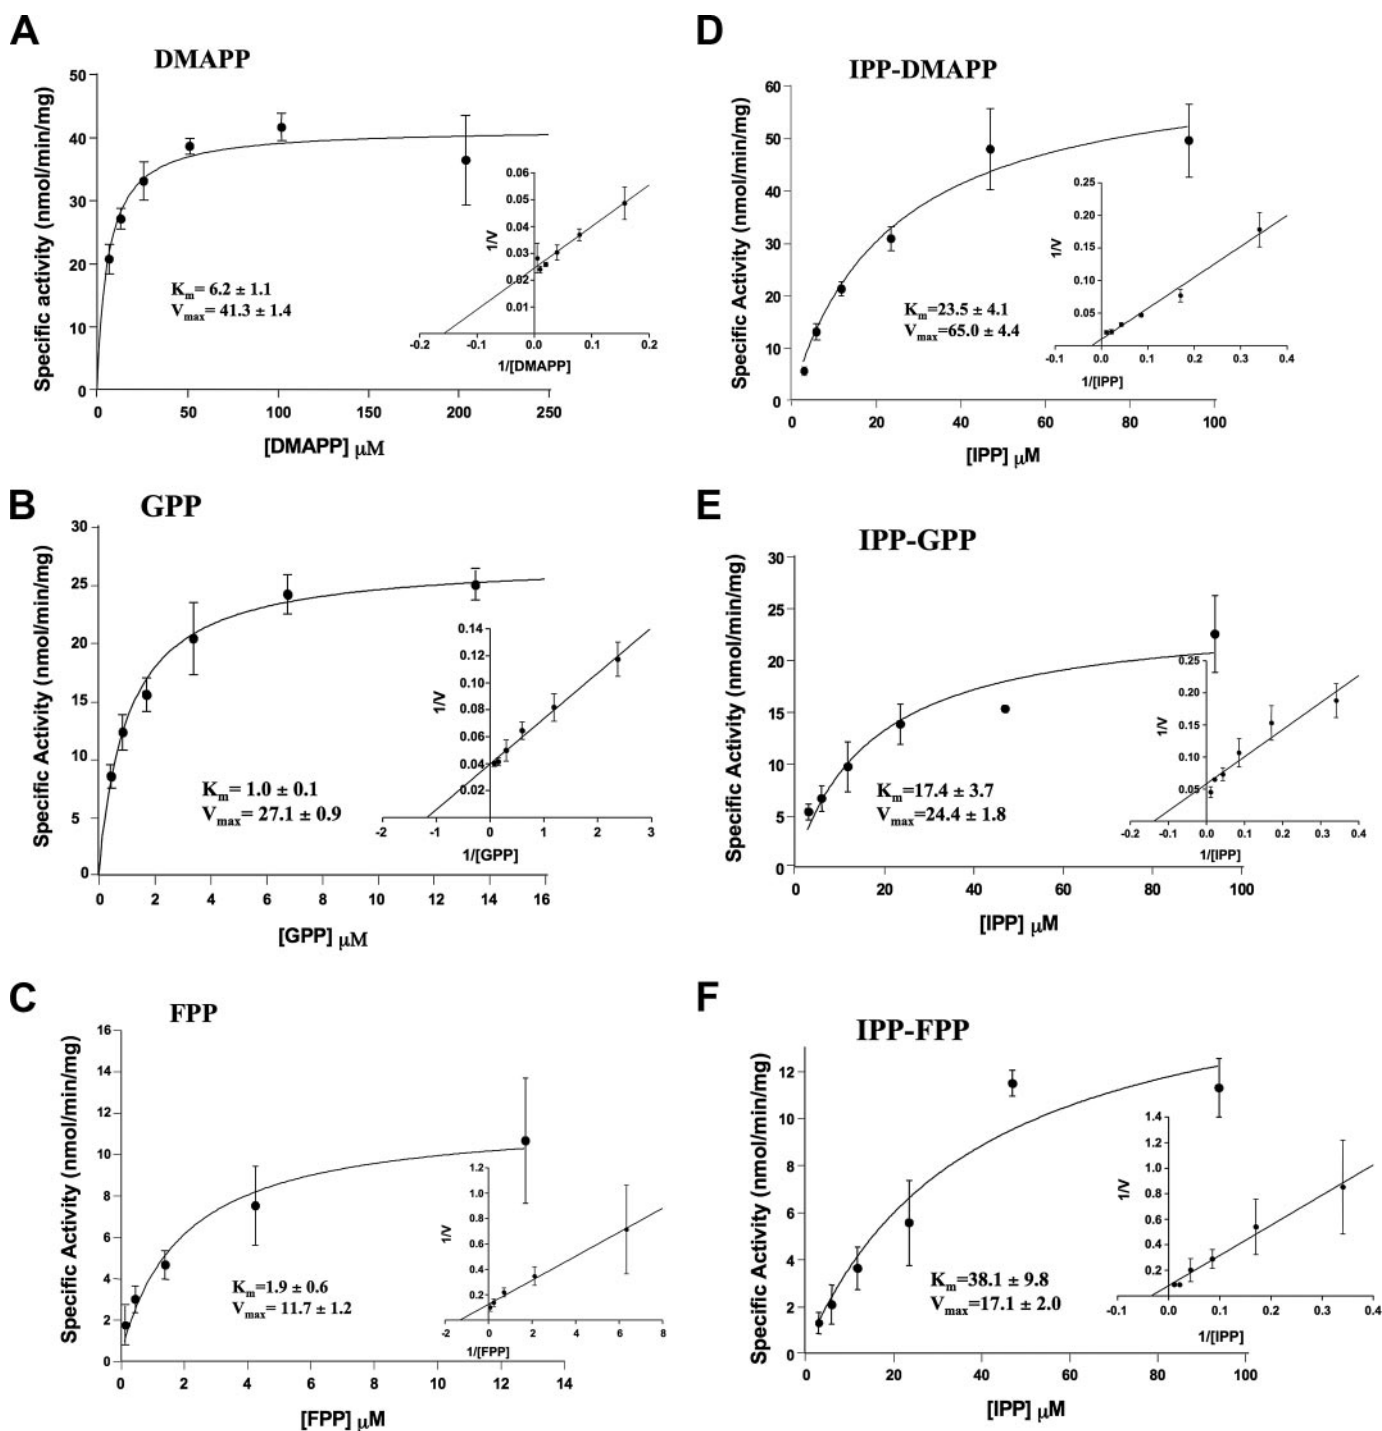 A
DMAPP
Specific activity (nmol/min/mg)
50
40
30
20
10
0
0 50 100 150 200 250
[DMAPP] μM
Km= 6.2 ± 1.1
Vmax= 41.3 ± 1.4
1/V
0.06
0.05
0.04
0.03
0.02
0.01
-0.2 -0.1 0.0 0.1 0.2
1/[DMAPP]
D
IPP-DMAPP
Specific Activity (nmol/min/mg)
60
50
40
30
20
10
0
0 20 40 60 80 100
[IPP] μM
Km=23.5 ± 4.1
Vmax=65.0 ± 4.4
1/V
0.25
0.20
0.15
0.10
0.05
-0.1 0.0 0.1 0.2 0.3 0.4
1/[IPP]
B
GPP
Specific Activity (nmol/min/mg)
30
25
20
15
10
5
0
0 2 4 6 8 10 12 14 16
[GPP] μM
Km= 1.0 ± 0.1
Vmax= 27.1 ± 0.9
1/V
0.14
0.12
0.10
0.08
0.06
0.04
0.02
-2 -1 0 1 2 3
1/[GPP]
E
IPP-GPP
Specific Activity (nmol/min/mg)
30
25
20
15
10
5
0
0 20 40 60 80 100
[IPP] μM
Km=17.4 ± 3.7
Vmax=24.4 ± 1.8
1/V
0.25
0.20
0.15
0.10
0.05
-0.2 -0.1 0.0 0.1 0.2 0.3 0.4
1/[IPP]
C
FPP
Specific Activity (nmol/min/mg)
16
14
12
10
8
6
4
2
0
0 2 4 6 8 10 12 14
[FPP] μM
Km=1.9 ± 0.6
Vmax= 11.7 ± 1.2
1/V
1.2
1.0
0.8
0.6
0.4
0.2
-2 0 2 4 6 8
1/[FPP]
F
IPP-FPP
Specific Activity (nmol/min/mg)
12
10
8
6
4
2
0
0 20 40 60 80 100
[IPP] μM
Km=38.1 ± 9.8
Vmax=17.1 ± 2.0
1/V
1.4
1.2
1.0
0.8
0.6
0.4
0.2
-0.1 0.0 0.1 0.2 0.3 0.4
1/[IPP]